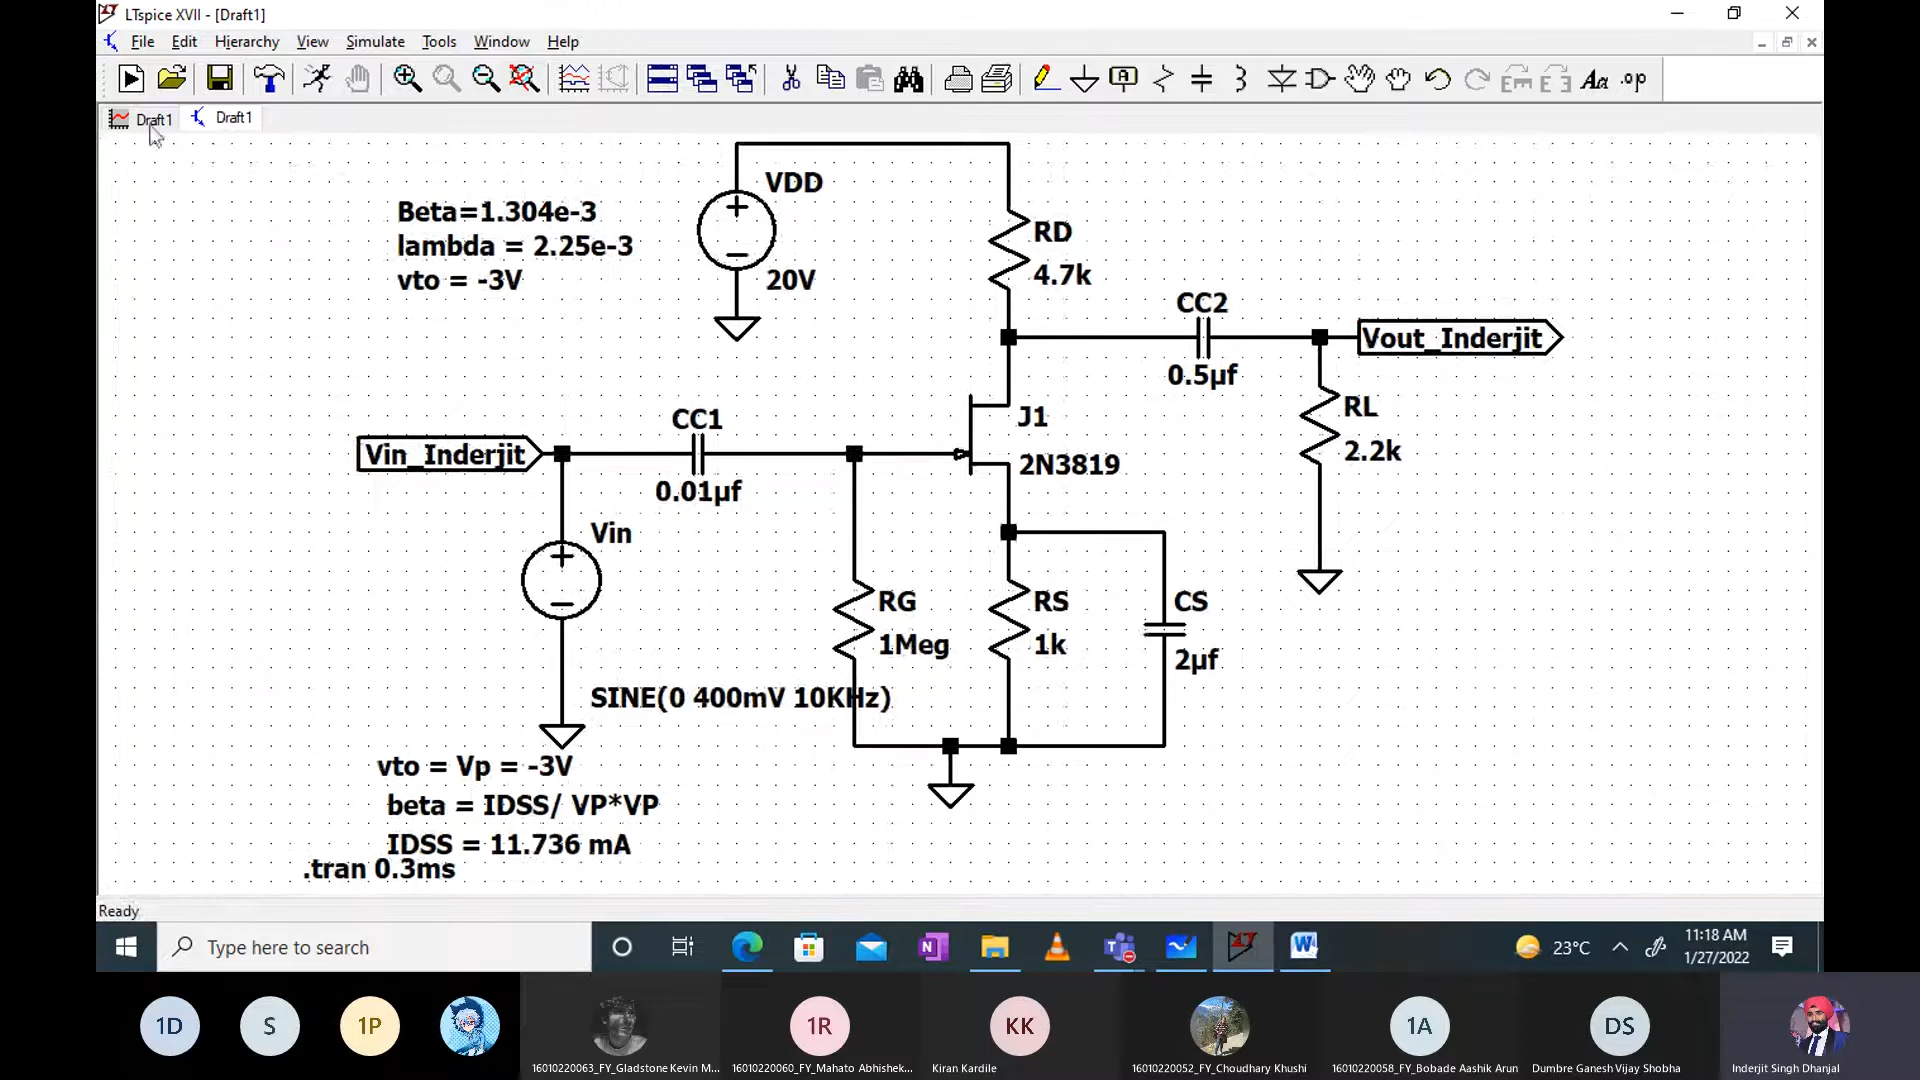 LTspice XVII - [Draft1]
File Edit Hierarchy View Simulate Tools Window Help
A Aa .op
Draft1 Draft1
VDD
20V
Beta=1.304e-3
lambda = 2.25e-3
vto = -3V
RD
4.7k
CC2
0.5µf
Vout_Inderjit
RL
2.2k
CC1
0.01µf
Vin_Inderjit
J1
2N3819
Vin
SINE(0 400mV 10KHz)
RG
1Meg
RS
1k
CS
2µf
vto = Vp = -3V
beta = IDSS/ VP*VP
IDSS = 11.736 mA
.tran 0.3ms
Ready
Type here to search
N
W
23°C
11:18 AM
1/27/2022
1D S 1P 1R KK 1A DS
16010220063_FY_Gladstone Kevin M...
16010220060_FY_Mahato Abhishek...
Kiran Kardile
16010220052_FY_Choudhary Khushi
16010220058_FY_Bobade Aashik Arun
Dumbre Ganesh Vijay Shobha
Inderjit Singh Dhanjal